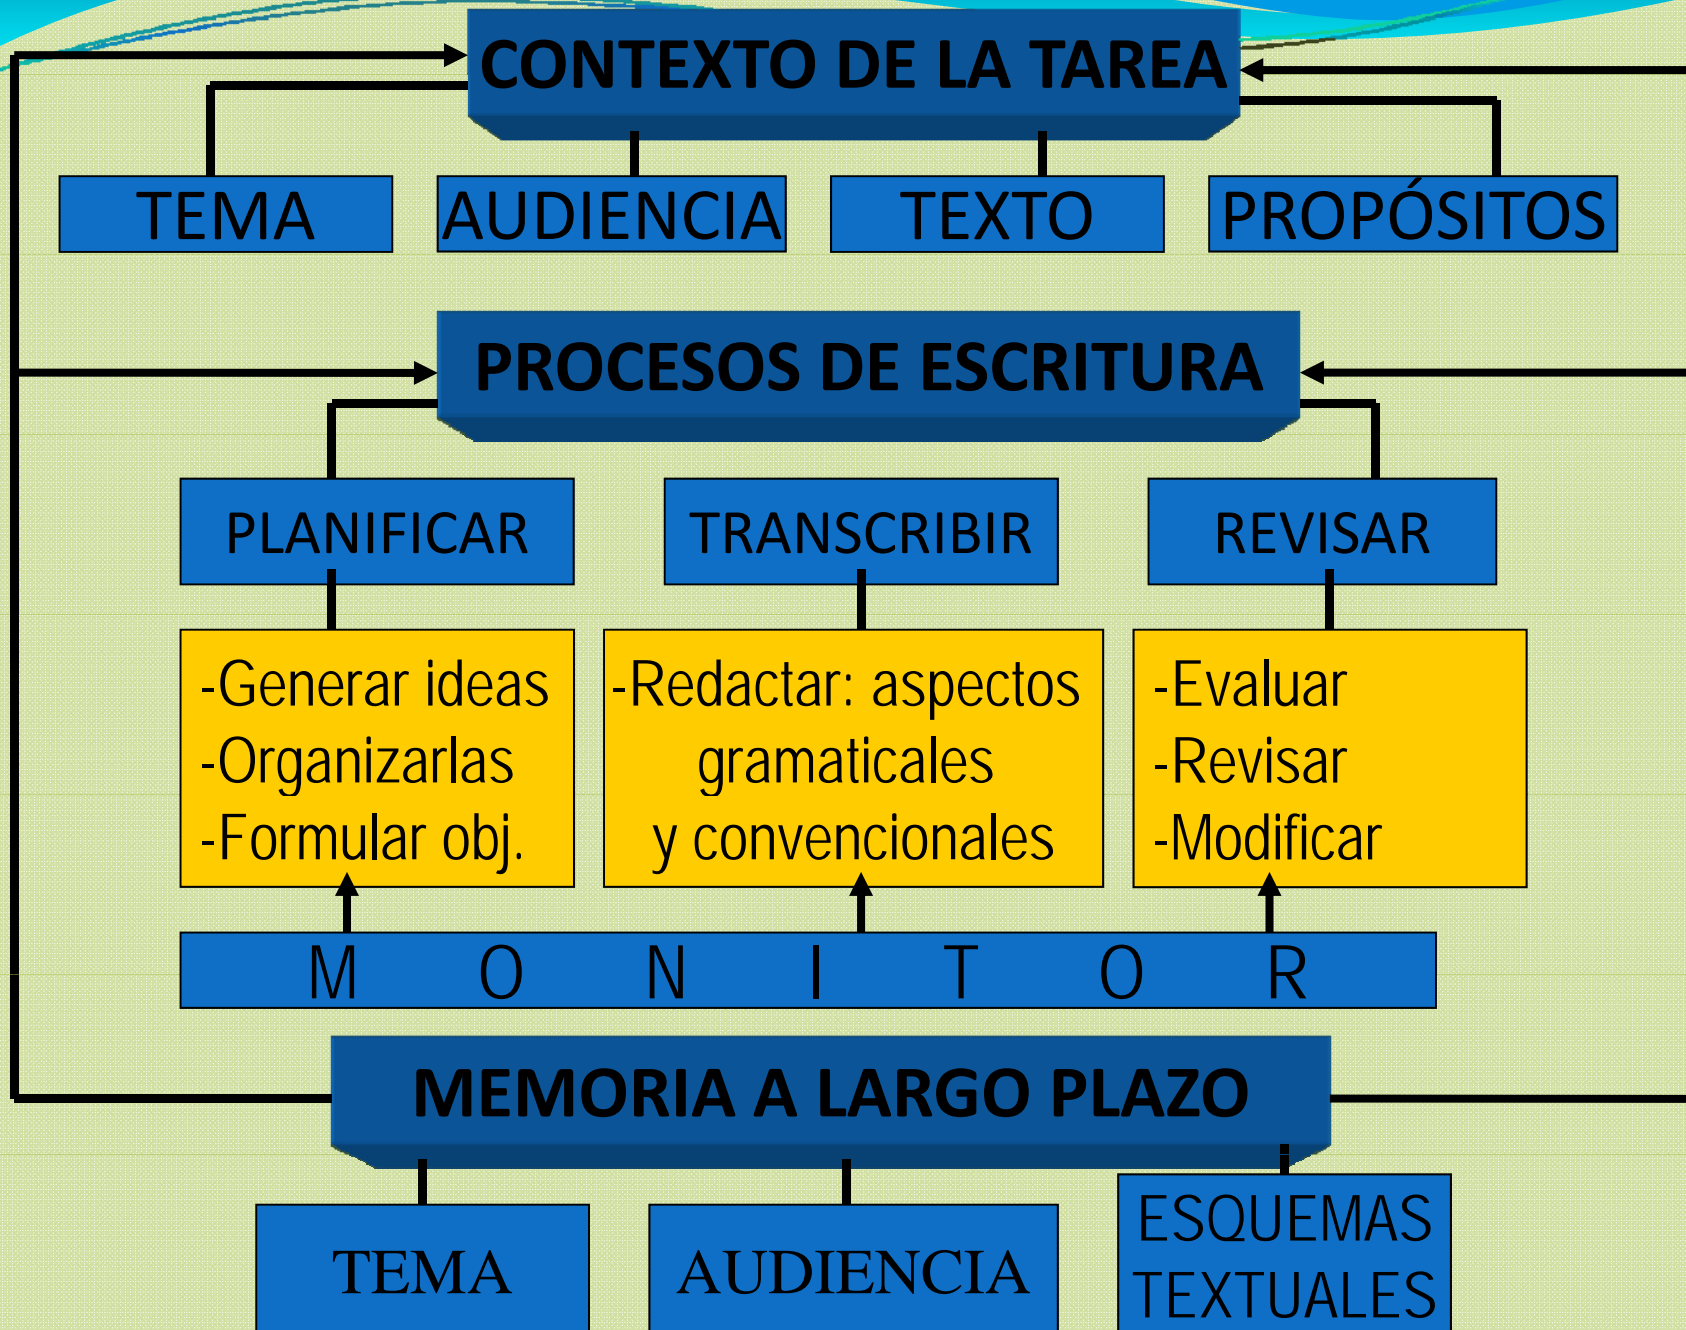 CONTEXTO DE LA TAREA
TEMA
AUDIENCIA
TEXTO
PROPÓSITOS
PROCESOS DE ESCRITURA
PLANIFICAR
TRANSCRIBIR
REVISAR
-Generar ideas
-Organizarlas
-Formular obj.
-Redactar: aspectos
gramaticales
y convencionales
-Evaluar
-Revisar
-Modificar
M O N I T O R
MEMORIA A LARGO PLAZO
TEMA
AUDIENCIA
ESQUEMAS
TEXTUALES